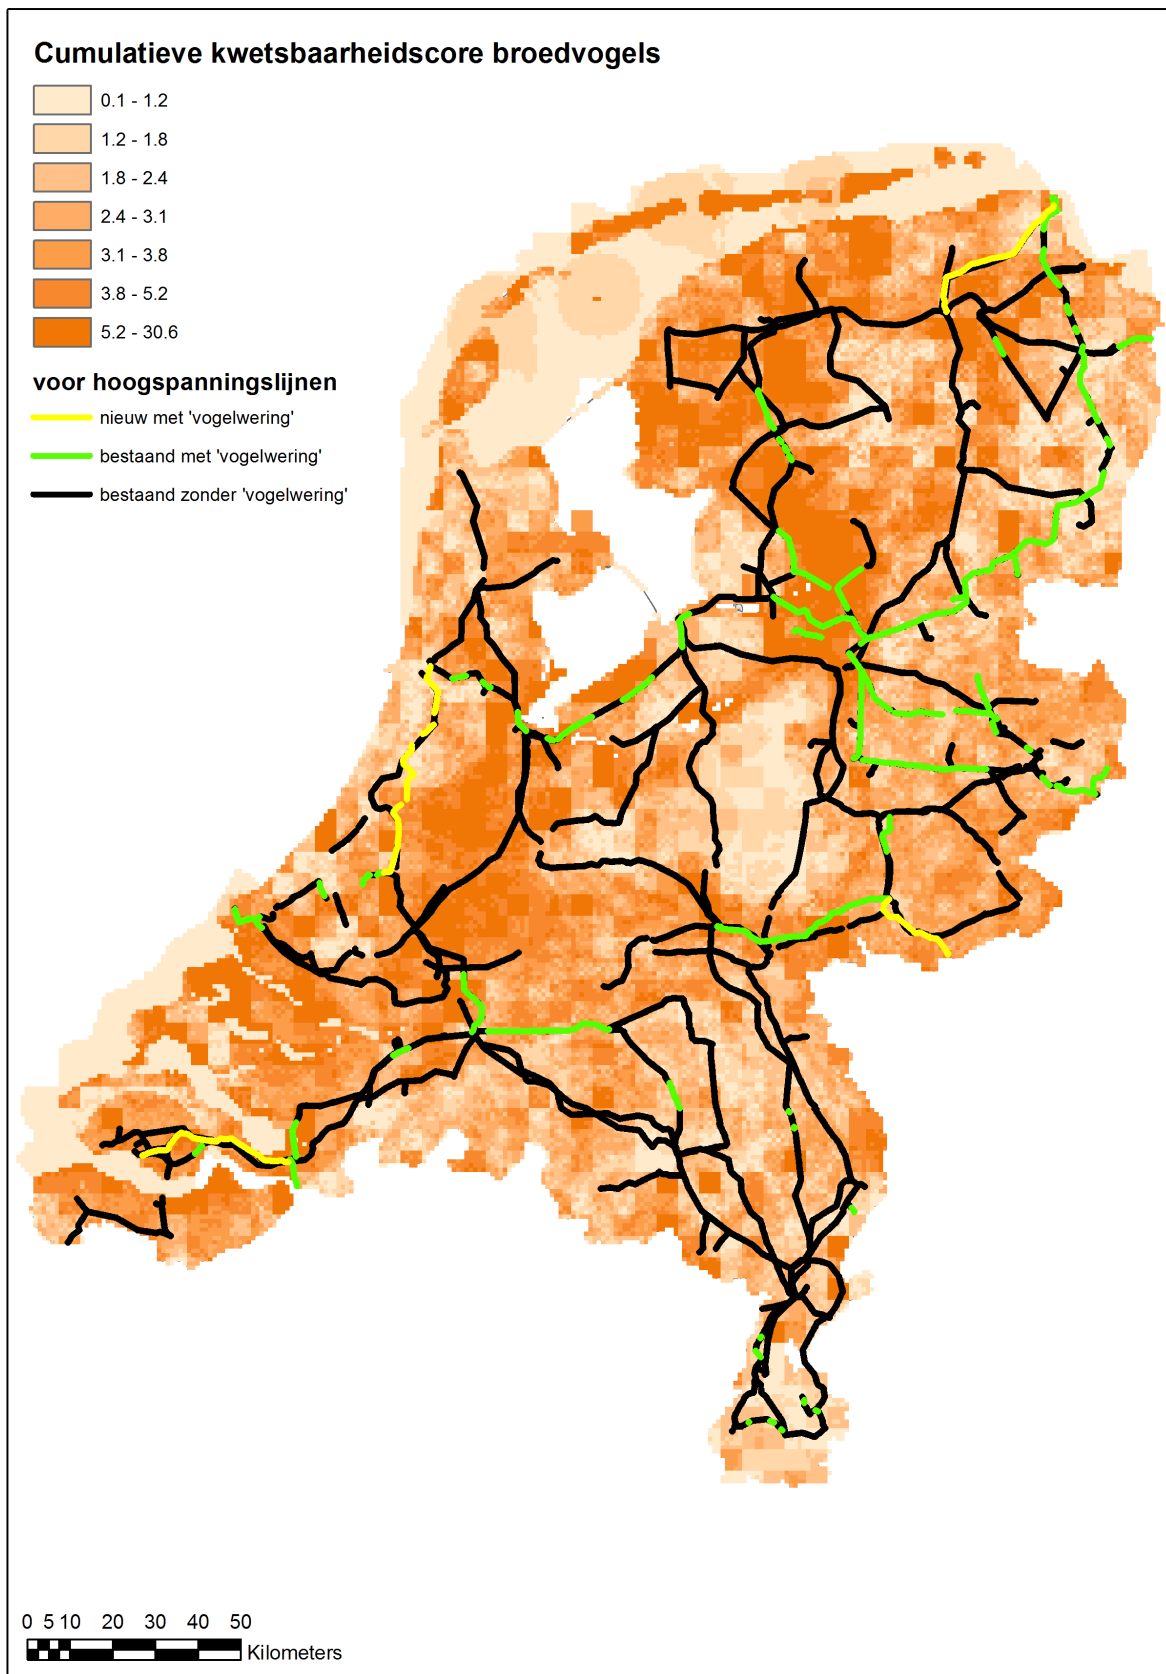 Cumulatieve kwetsbaarheidscore broedvogels
0.1 - 1.2
1.2 - 1.8
1.8 - 2.4
2.4 - 3.1
3.1 - 3.8
3.8 - 5.2
5.2 - 30.6
voor hoogspanningslijnen
nieuw met 'vogelwering'
bestaand met 'vogelwering'
bestaand zonder 'vogelwering'
0 5 10 20 30 40 50
Kilometers